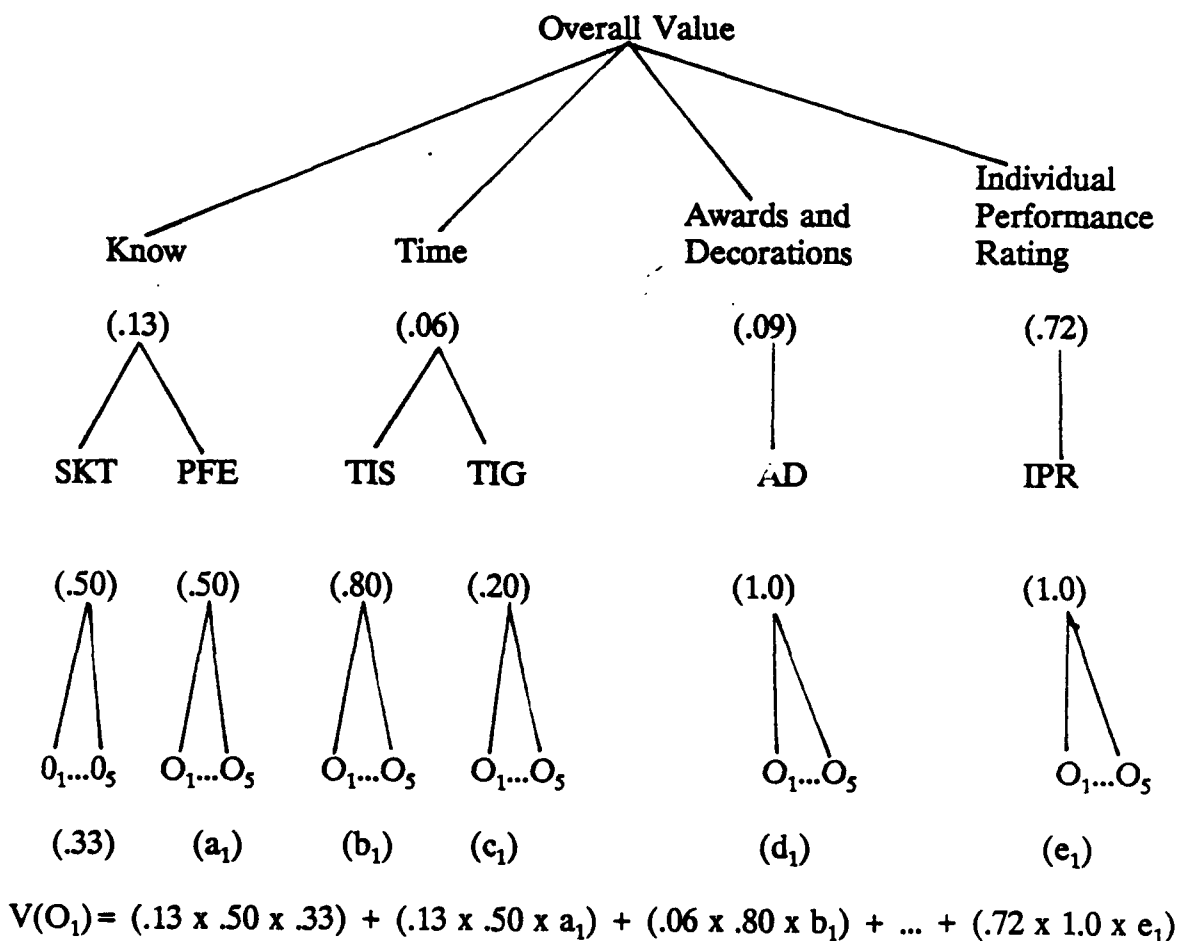 Overall Value
Know
Time
Awards and
Decorations
Individual
Performance
Rating
(.13)
(.06)
(.09)
(.72)
SKT
PFE
TIS
TIG
AD
IPR
(.50)
(.50)
(.80)
(.20)
(1.0)
(1.0)
0₁...0₅
O₁...O₅
O₁...O₅
O₁...O₅
O₁...O₅
O₁...O₅
(.33)
(a₁)
(b₁)
(c₁)
(d₁)
(e₁)
V(O₁)= (.13 x .50 x .33) + (.13 x .50 x a₁) + (.06 x .80 x b₁) + ... + (.72 x 1.0 x e₁)